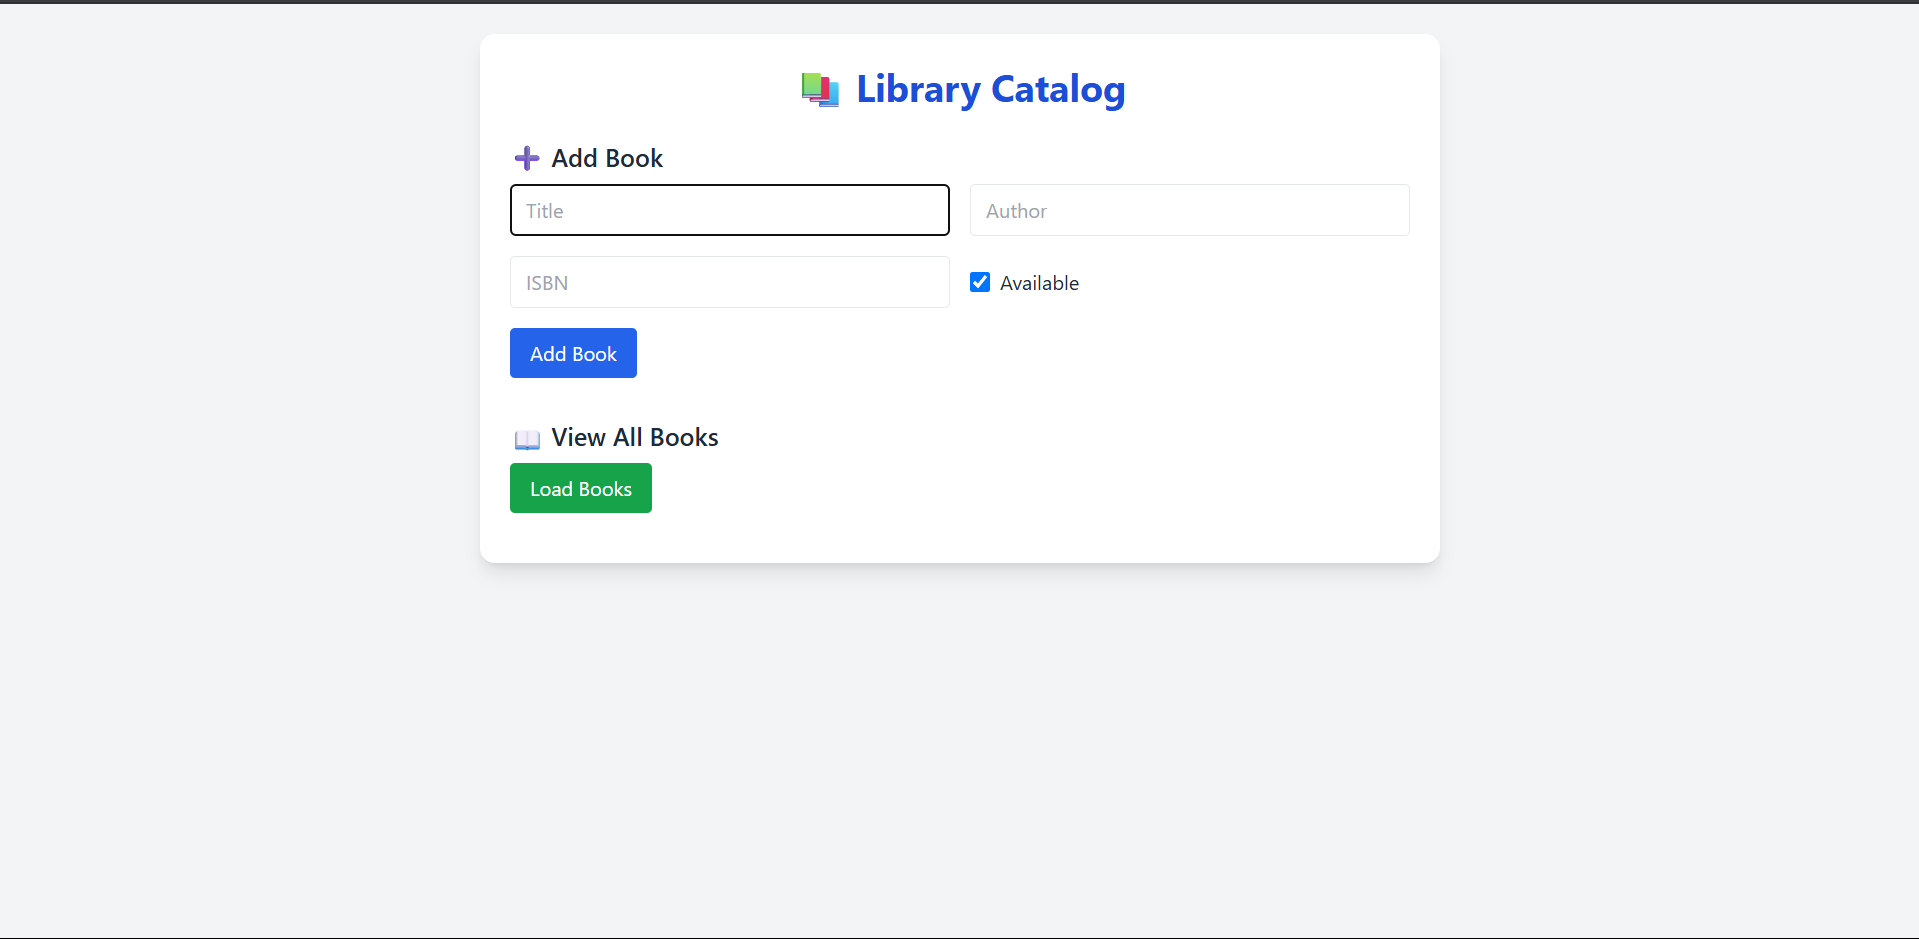 Library Catalog
Add Book
Title
Author
ISBN
Available
Add Book
View All Books
Load Books